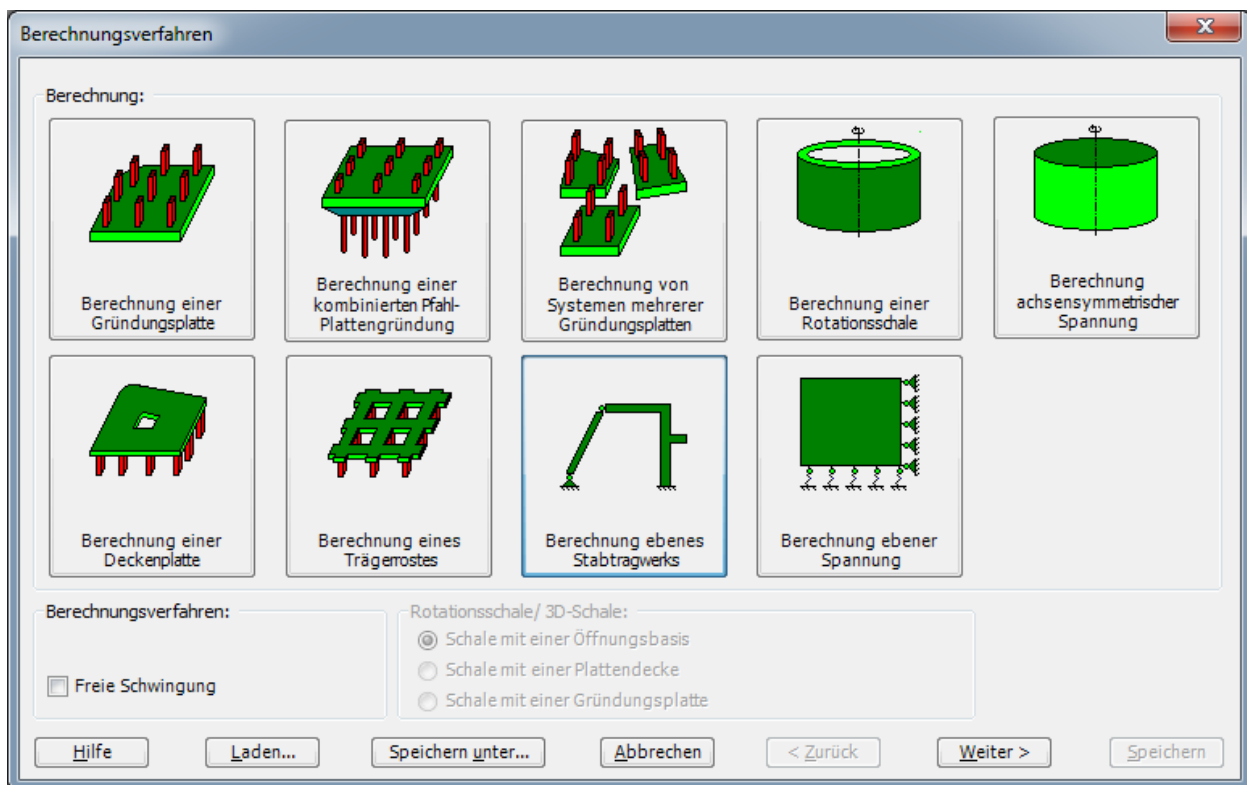 Berechnungsverfahren
Berechnung:
Berechnung einer
Gründungsplatte
Berechnung einer
kombinierten Pfahl-
Plattengründung
Berechnung von
Systemen mehrerer
Gründungsplatten
Berechnung einer
Rotationsschale
Berechnung
achsensymmetrischer
Spannung
Berechnung einer
Deckenplatte
Berechnung eines
Trägerrostes
Berechnung ebenes
Stabtragwerks
Berechnung ebener
Spannung
Berechnungsverfahren:
Freie Schwingung
Rotationsschale/ 3D-Schale:
Schale mit einer Öffnungsbasis
Schale mit einer Plattendecke
Schale mit einer Gründungsplatte
Hilfe
Laden...
Speichern unter...
Abbrechen
< Zurück
Weiter >
Speichern